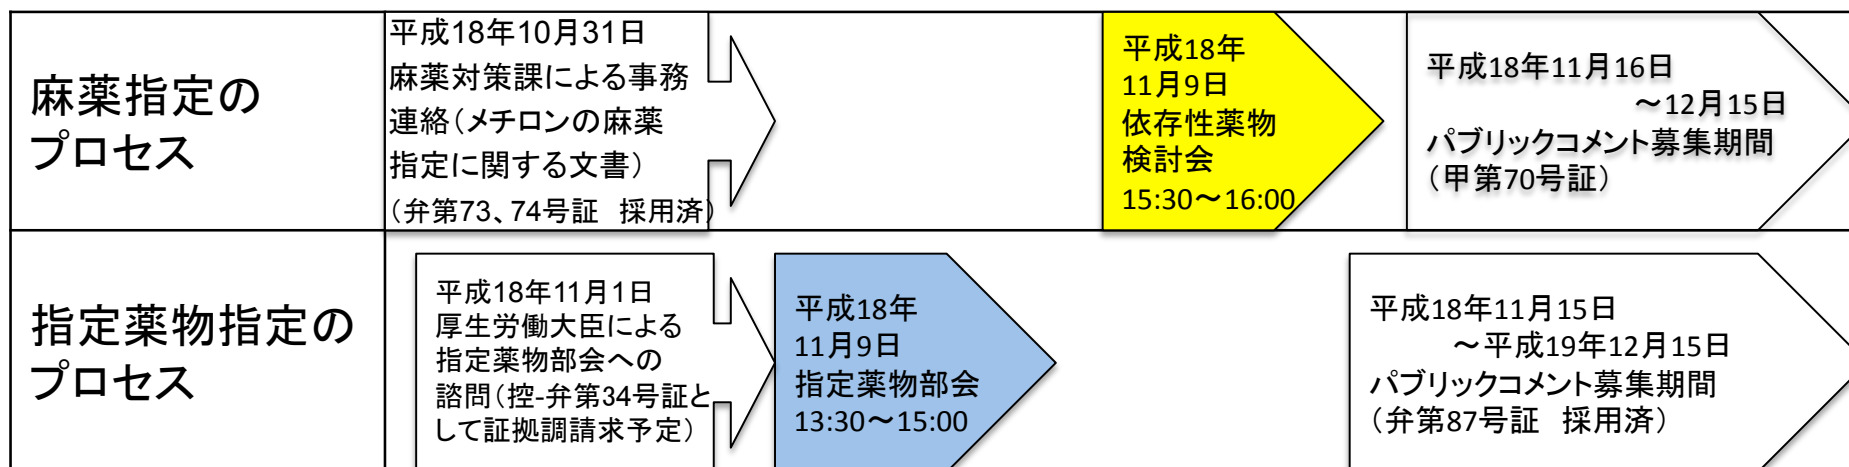 麻薬指定の
プロセス
平成18年10月31日
麻薬対策課による事務
連絡(メチロンの麻薬
指定に関する文書)
(弁第73、74号証　採用済)
平成18年
11月9日
依存性薬物
検討会
15:30～16:00
平成18年11月16日
～12月15日
パブリックコメント募集期間
(甲第70号証)
指定薬物指定の
プロセス
平成18年11月1日
厚生労働大臣による
指定薬物部会への
諮問(控-弁第34号証と
して証拠調請求予定)
平成18年
11月9日
指定薬物部会
13:30～15:00
平成18年11月15日
～平成19年12月15日
パブリックコメント募集期間
(弁第87号証　採用済)